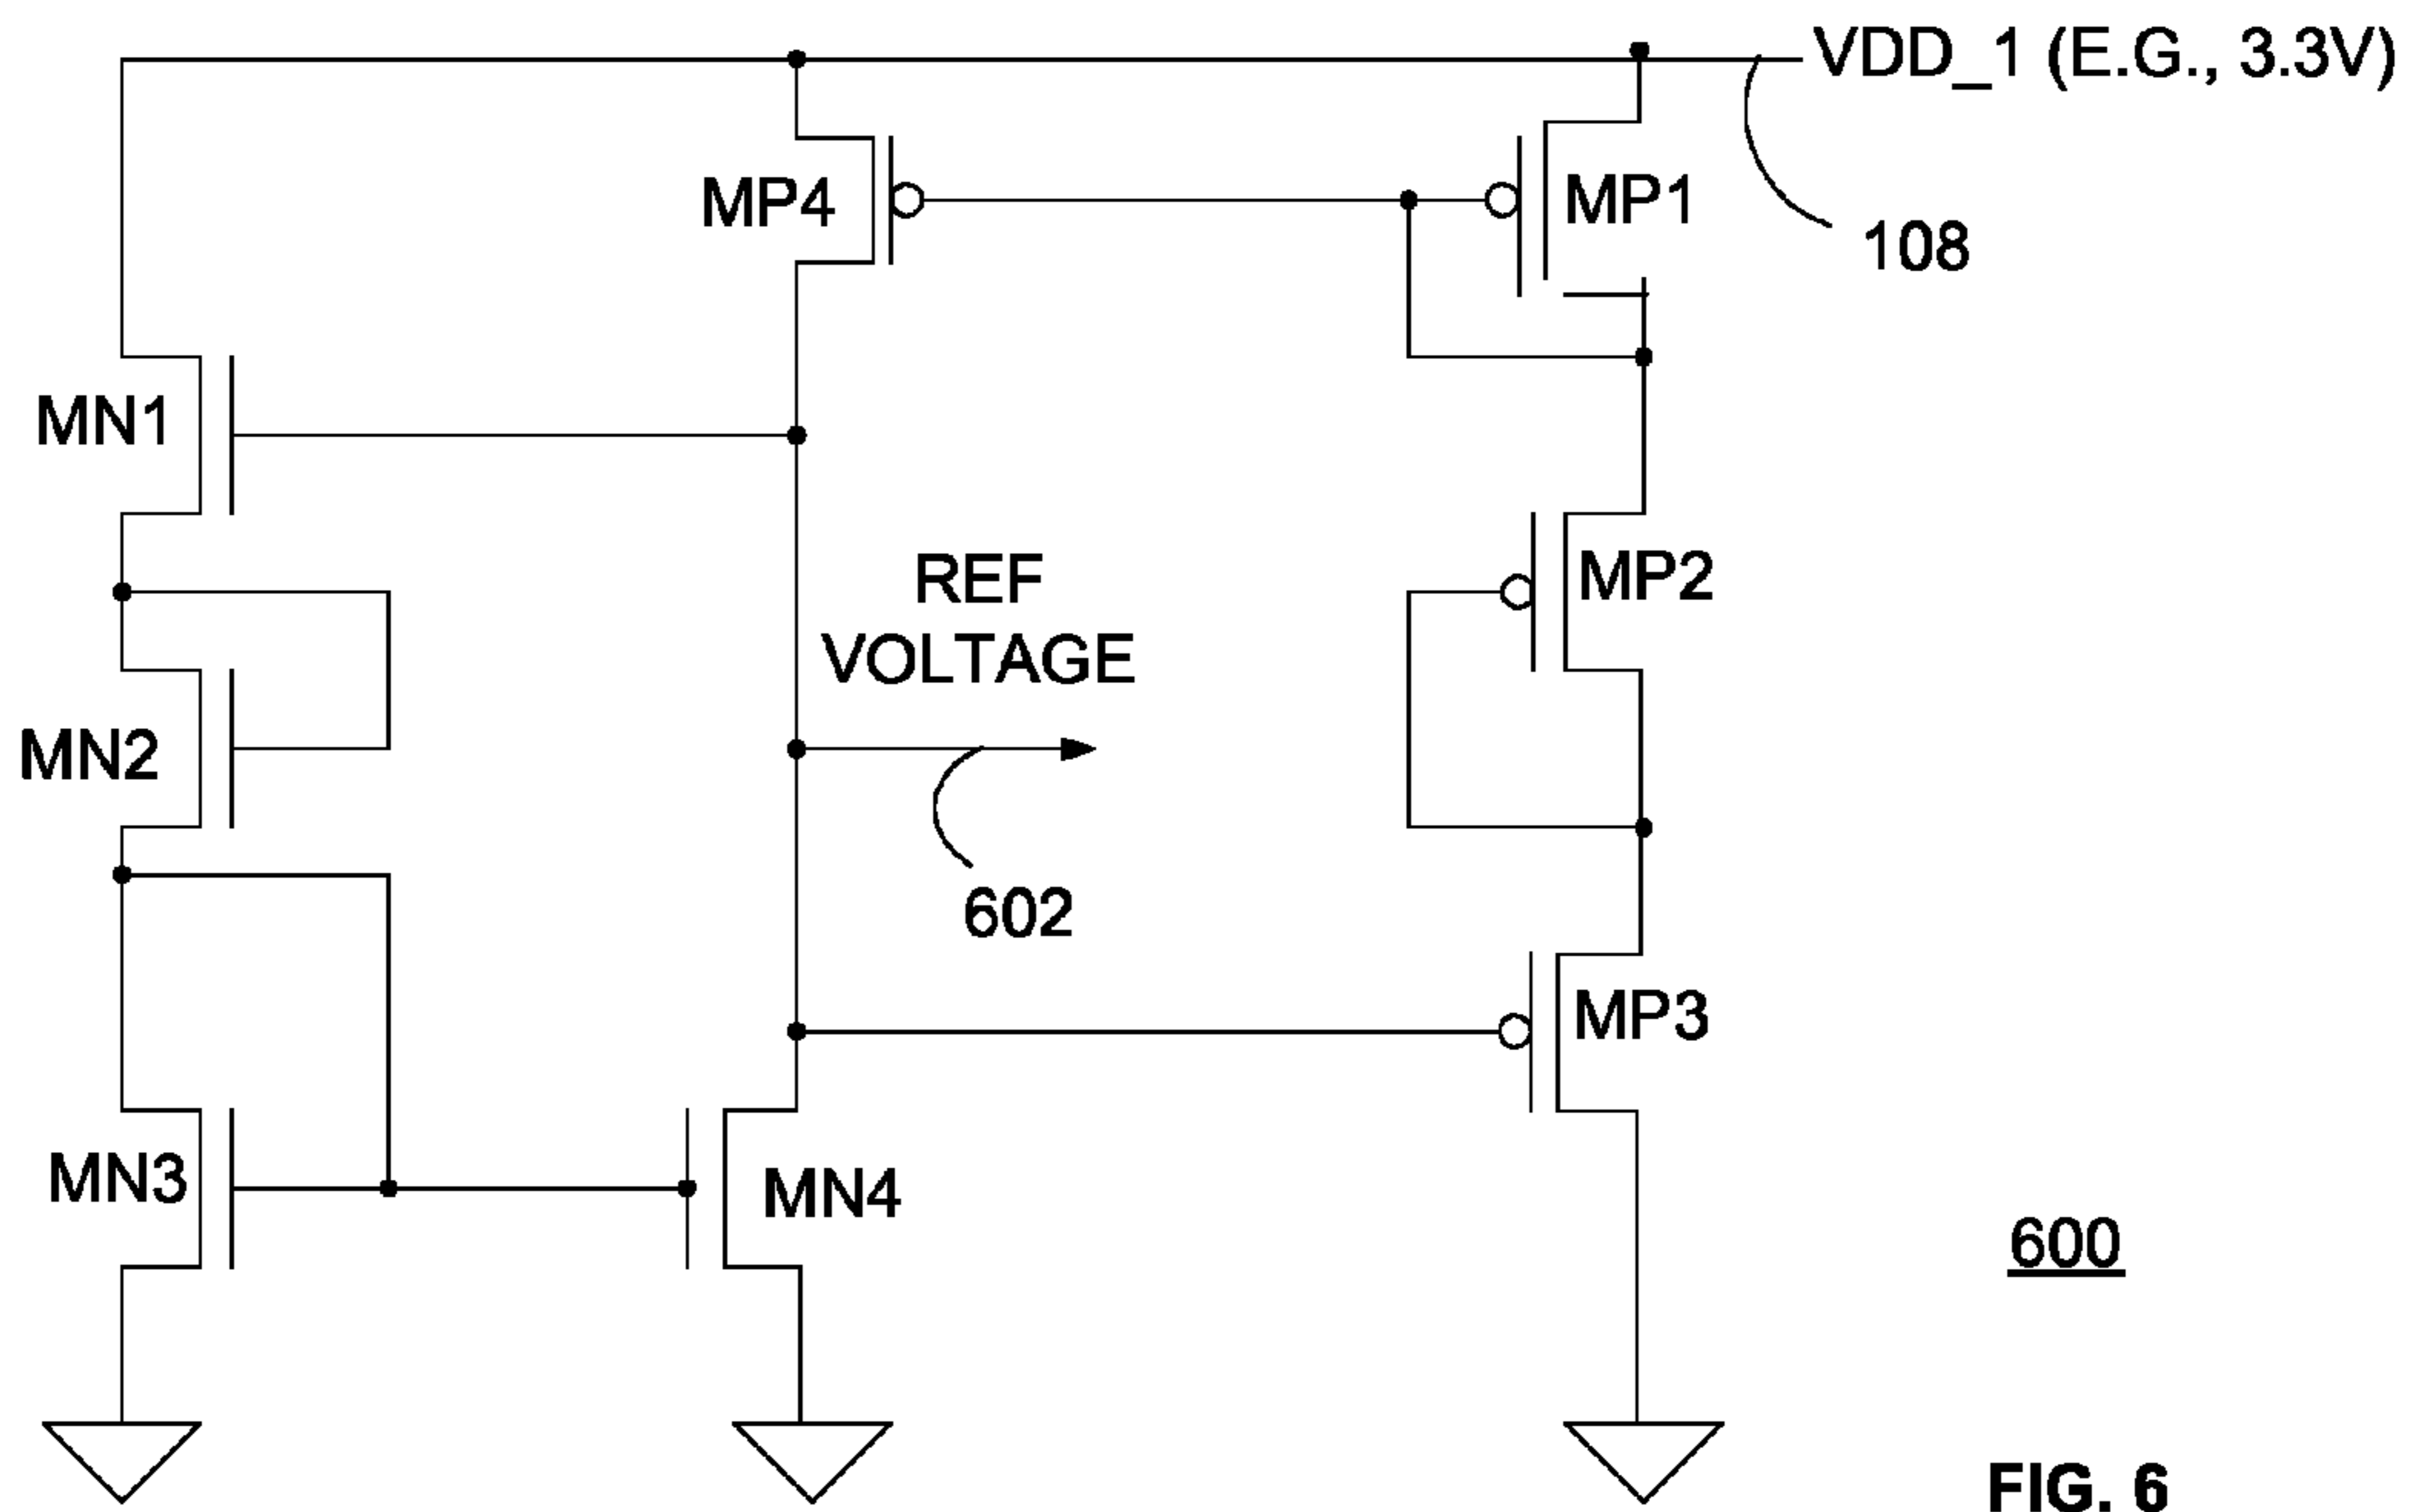 VDD_1 (E.G., 3.3V)
MP4
MP1
108
MN1
REF
VOLTAGE
MP2
MN2
602
MP3
MN3
MN4
600
FIG. 6